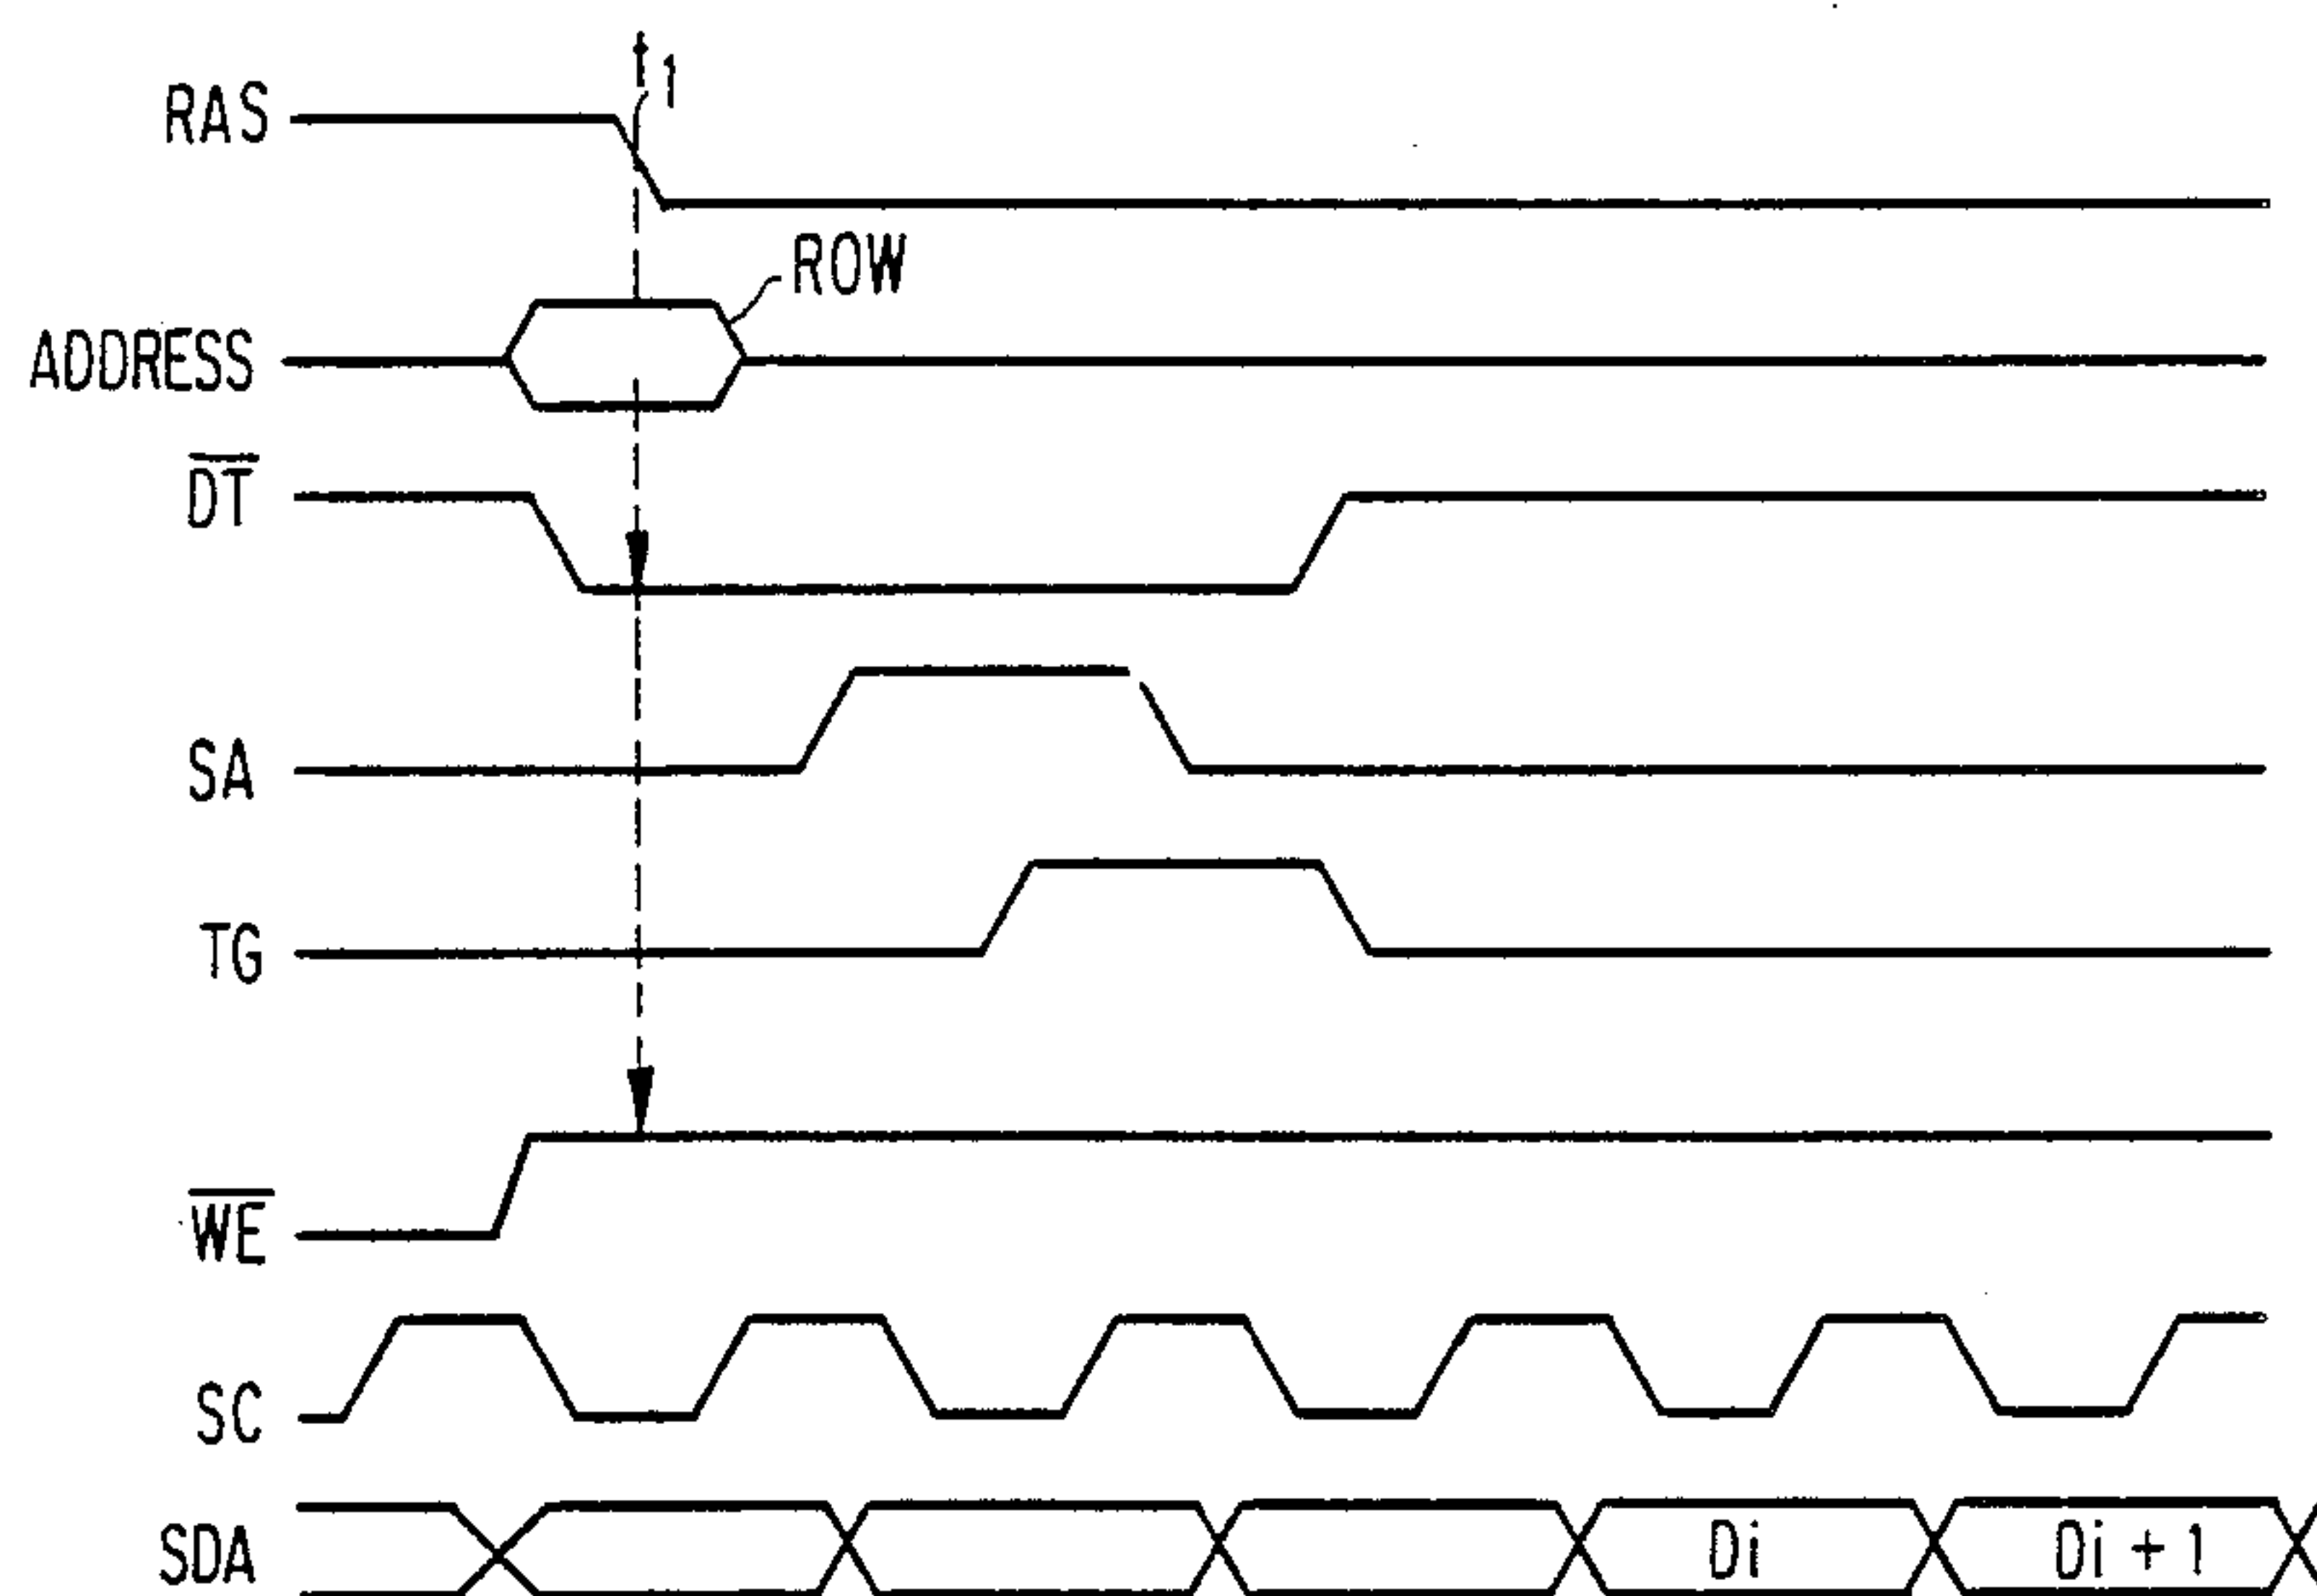 t1
RAS
ROW
ADDRESS
DT
SA
TG
WE
SC
SDA
Di
Di + 1